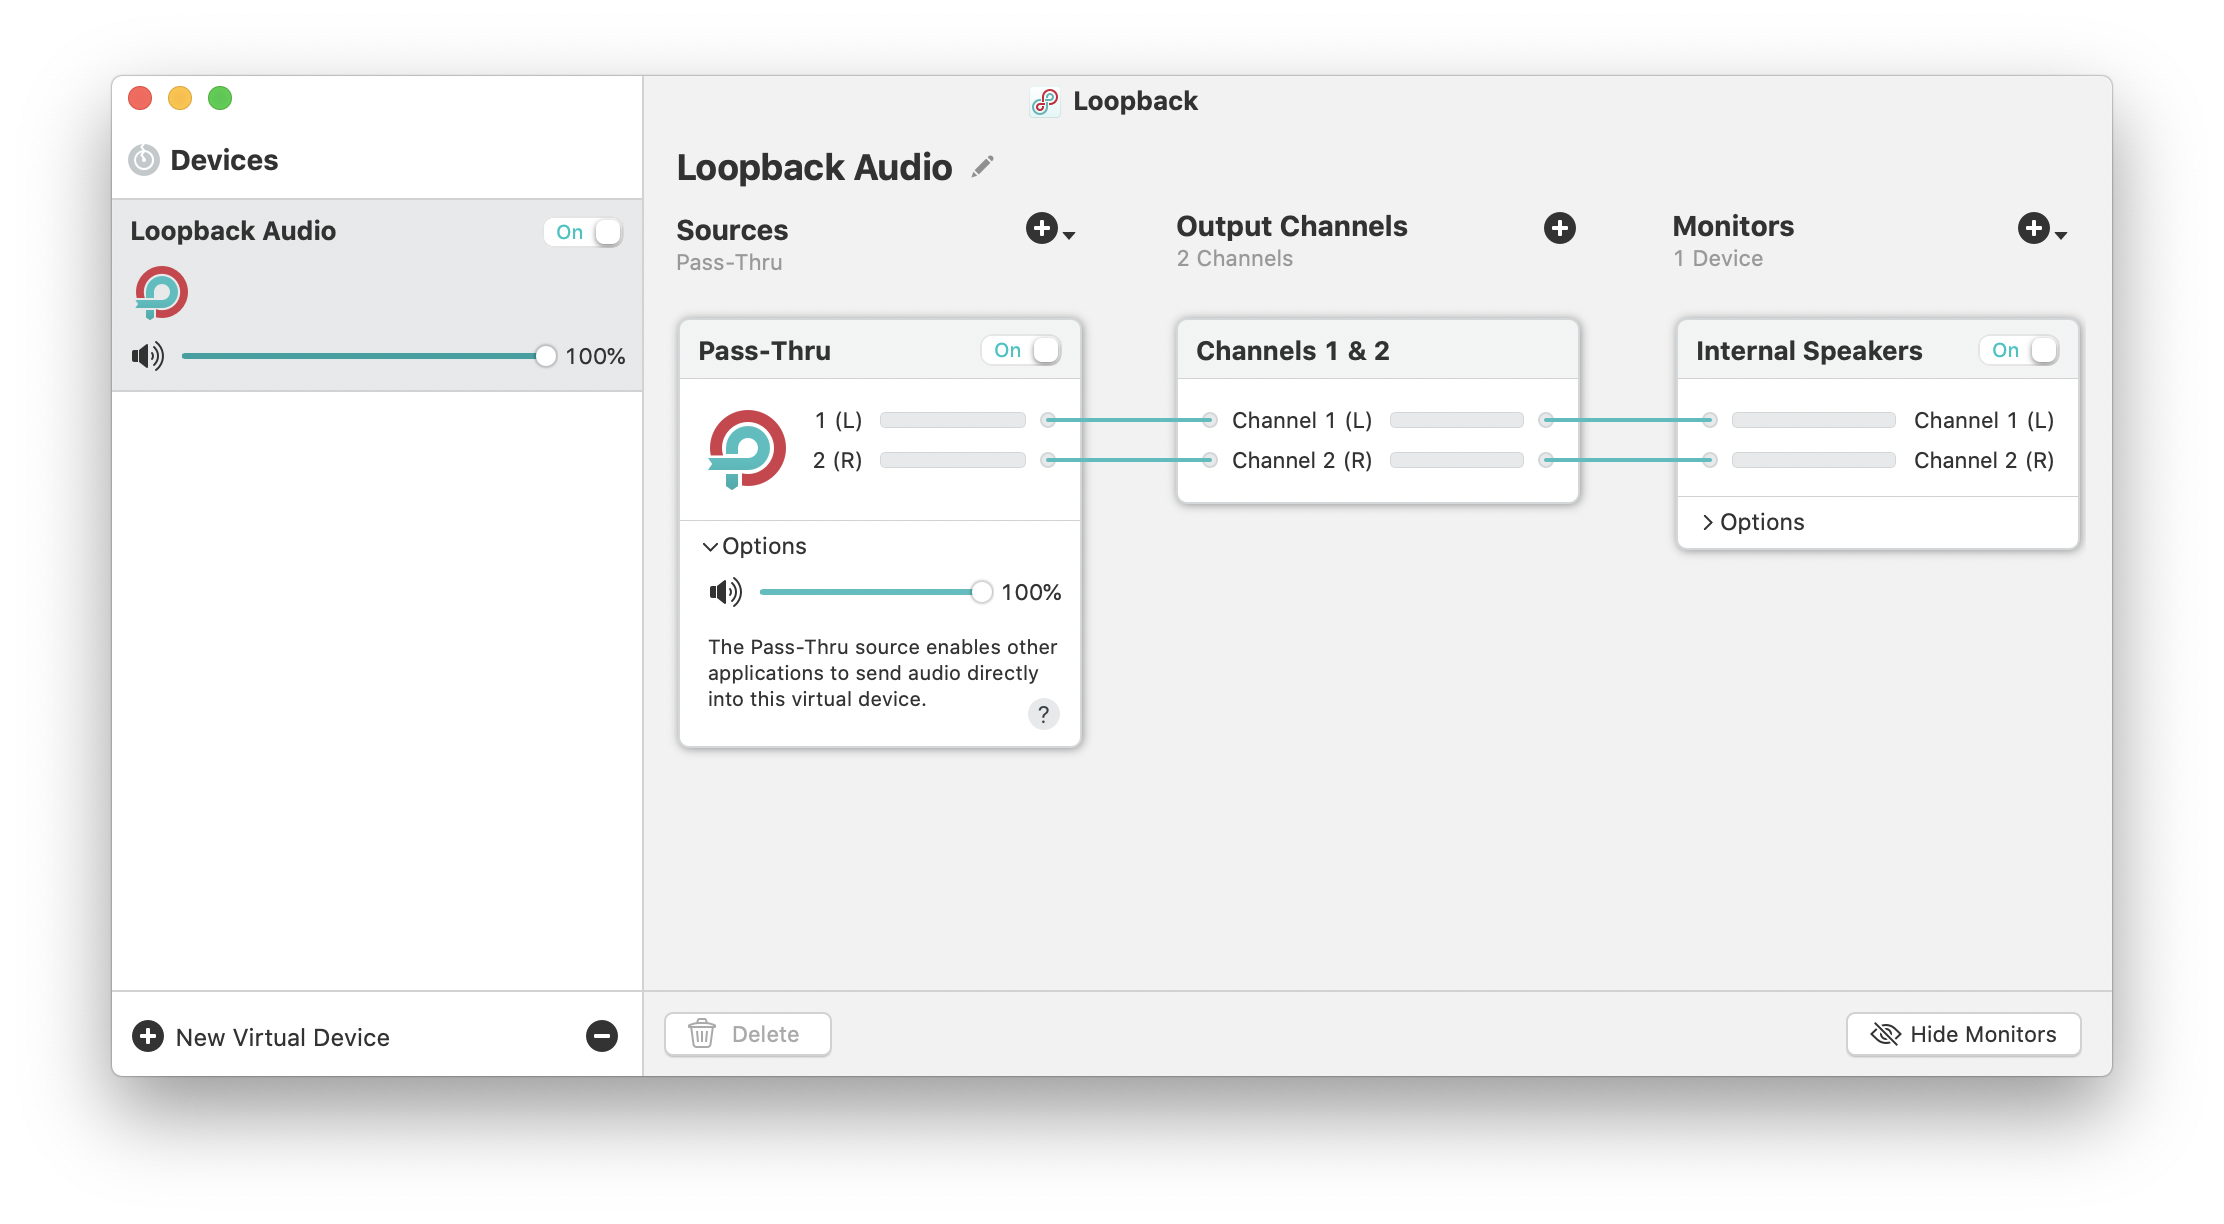 Loopback
Devices
Loopback Audio
On
100%
New Virtual Device
Loopback Audio
Sources
Pass-Thru
Output Channels
2 Channels
Monitors
1 Device
Pass-Thru
On
1 (L)
2 (R)
Options
100%
The Pass-Thru source enables other
applications to send audio directly
into this virtual device.
?
Channels 1 & 2
Channel 1 (L)
Channel 2 (R)
Internal Speakers
On
Channel 1 (L)
Channel 2 (R)
Options
Delete
Hide Monitors